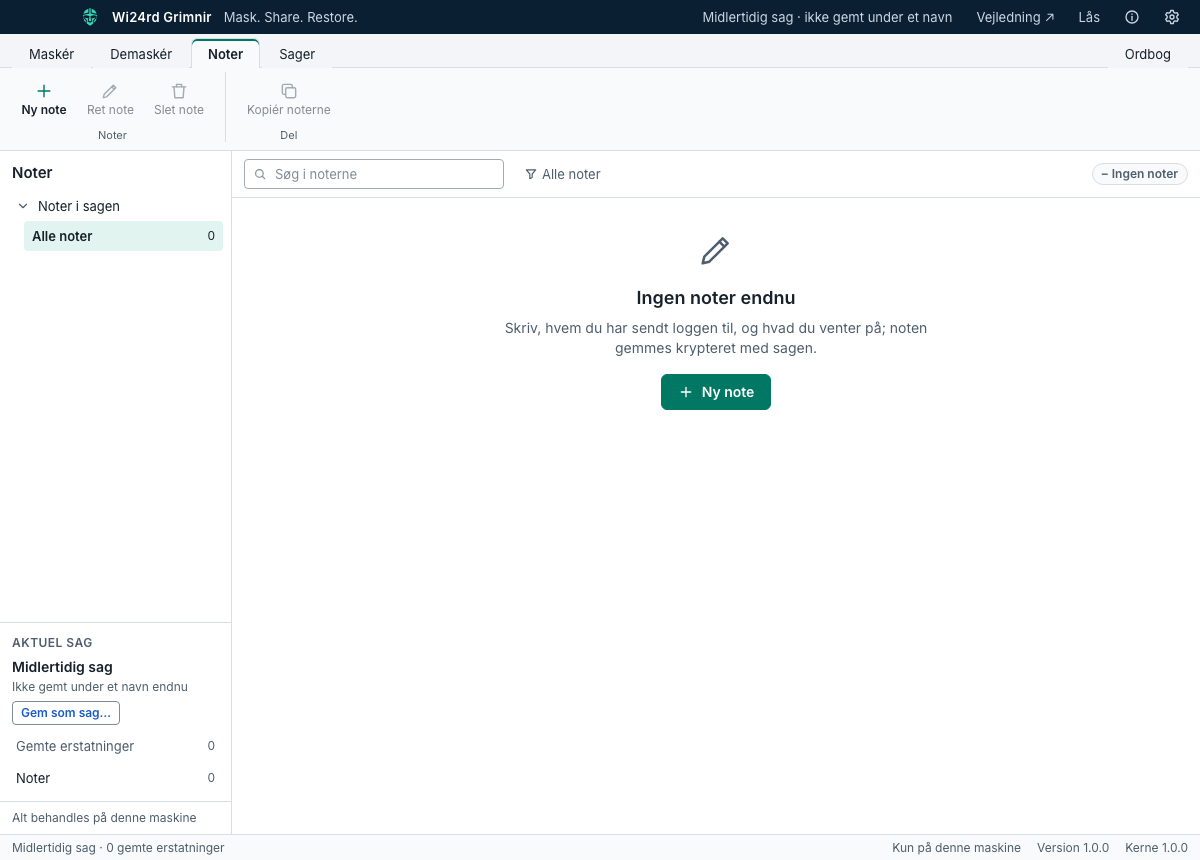 Wi24rd Grimnir Mask. Share. Restore. Midlertidig sag · ikke gemt under et navn Vejledning ↗ Lås
Maskér Demaskér Noter Sager Ordbog
Ny note Ret note Slet note Kopiér noterne
Noter Del
Noter
Noter i sagen
Alle noter 0
Søg i noterne Alle noter – Ingen noter
Ingen noter endnu
Skriv, hvem du har sendt loggen til, og hvad du venter på; noten
gemmes krypteret med sagen.
Ny note
AKTUEL SAG
Midlertidig sag
Ikke gemt under et navn endnu
Gem som sag...
Gemte erstatninger 0
Noter 0
Alt behandles på denne maskine
Midlertidig sag · 0 gemte erstatninger Kun på denne maskine Version 1.0.0 Kerne 1.0.0